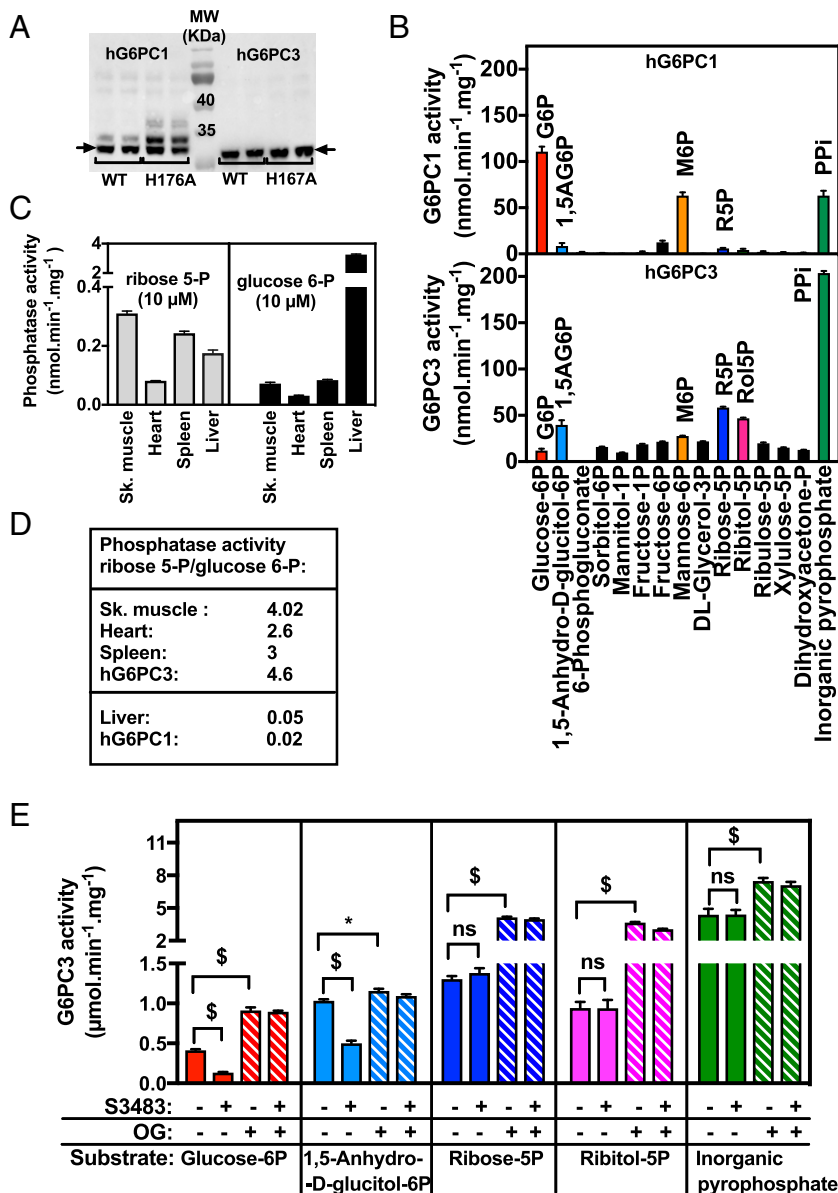 A
MW
(KDa)
hG6PC1
hG6PC3
40
35
WT
H176A
WT
H167A
B
hG6PC1
G6PC1 activity
(nmol.min-1.mg-1)
200
150
100
50
0
G6P
1,5AG6P
M6P
R5P
PPi
hG6PC3
G6PC3 activity
(nmol.min-1.mg-1)
200
150
100
50
0
G6P
1,5AG6P
M6P
R5P
Rol5P
PPi
Glucose-6P
1,5-Anhydro-D-glucitol-6P
6-Phosphogluconate
Sorbitol-6P
Mannitol-1P
Fructose-1P
Fructose-6P
Mannose-6P
DL-Glycerol-3P
Ribose-5P
Ribitol-5P
Ribulose-5P
Xylulose-5P
Dihydroxyacetone-P
Inorganic pyrophosphate
C
Phosphatase activity
(nmol.min-1.mg-1)
4
2
0.4
0.2
0.0
ribose 5-P
(10 µM)
glucose 6-P
(10 µM)
Sk. muscle
Heart
Spleen
Liver
Sk. muscle
Heart
Spleen
Liver
D
Phosphatase activity
ribose 5-P/glucose 6-P:
Sk. muscle : 4.02
Heart: 2.6
Spleen: 3
hG6PC3: 4.6
Liver: 0.05
hG6PC1: 0.02
E
G6PC3 activity
(µmol.min-1.mg-1)
11
8
5
2
1.5
1.0
0.5
0.0
$
$
*
$
$
ns
$
ns
$
ns
S3483: - + - + - + - + - + - + - + - + - + - +
OG: - - + + - - + + - - + + - - + + - - + +
Substrate: Glucose-6P 1,5-Anhydro- Ribose-5P Ribitol-5P Inorganic
-D-glucitol-6P pyrophosphate